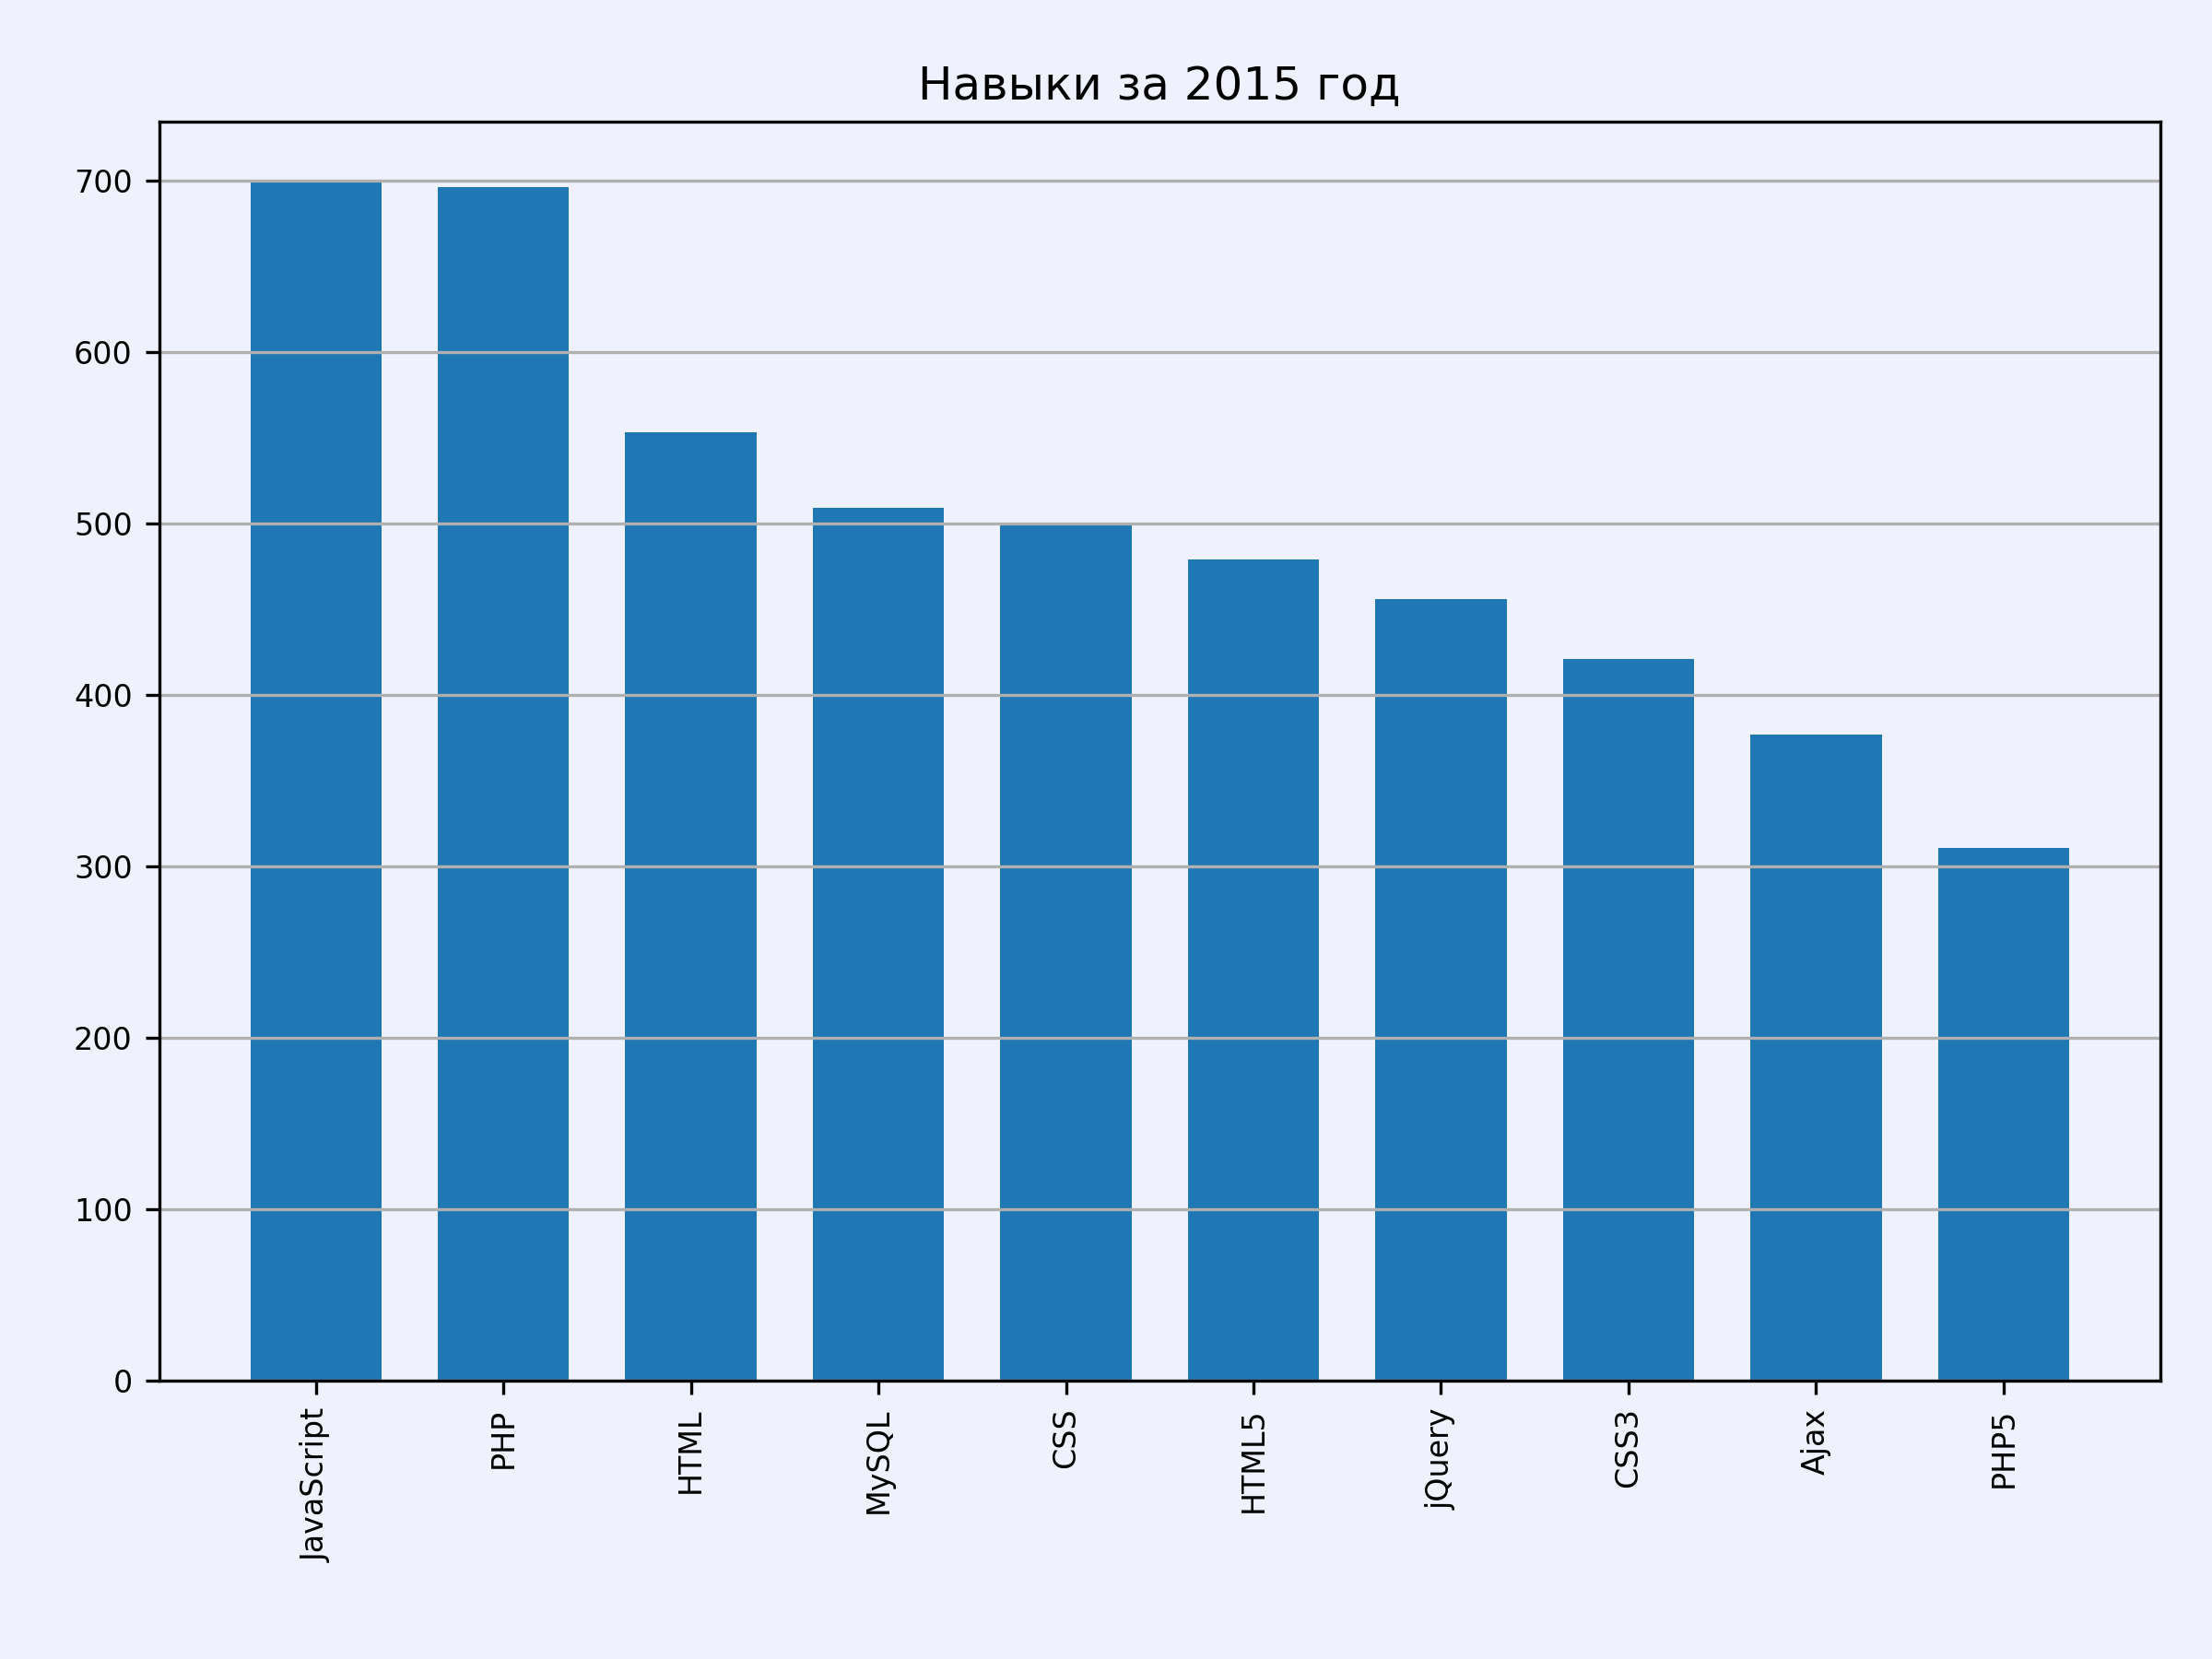 Навыки за 2015 год
700
600
500
400
300
200
100
0
JavaScript
PHP
HTML
MySQL
CSS
HTML5
jQuery
CSS3
Ajax
PHP5